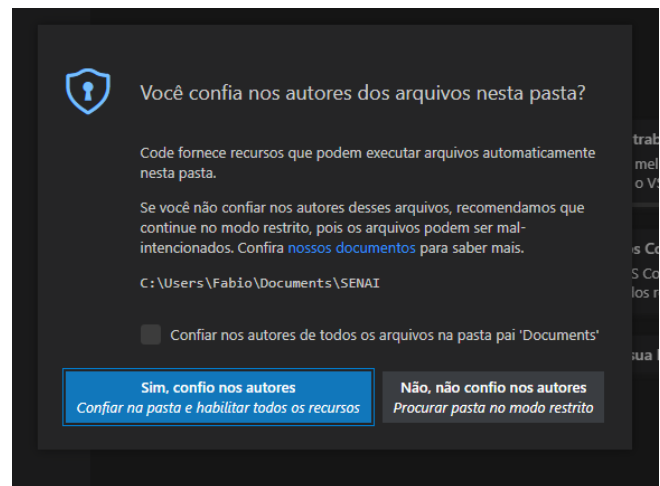 Você confia nos autores dos arquivos nesta pasta?
Code fornece recursos que podem executar arquivos automaticamente
nesta pasta.
Se você não confiar nos autores desses arquivos, recomendamos que
continue no modo restrito, pois os arquivos podem ser mal-
intencionados. Confira nossos documentos para saber mais.
C:\Users\Fabio\Documents\SENAI
Confiar nos autores de todos os arquivos na pasta pai 'Documents'
Sim, confio nos autores
Confiar na pasta e habilitar todos os recursos
Não, não confio nos autores
Procurar pasta no modo restrito